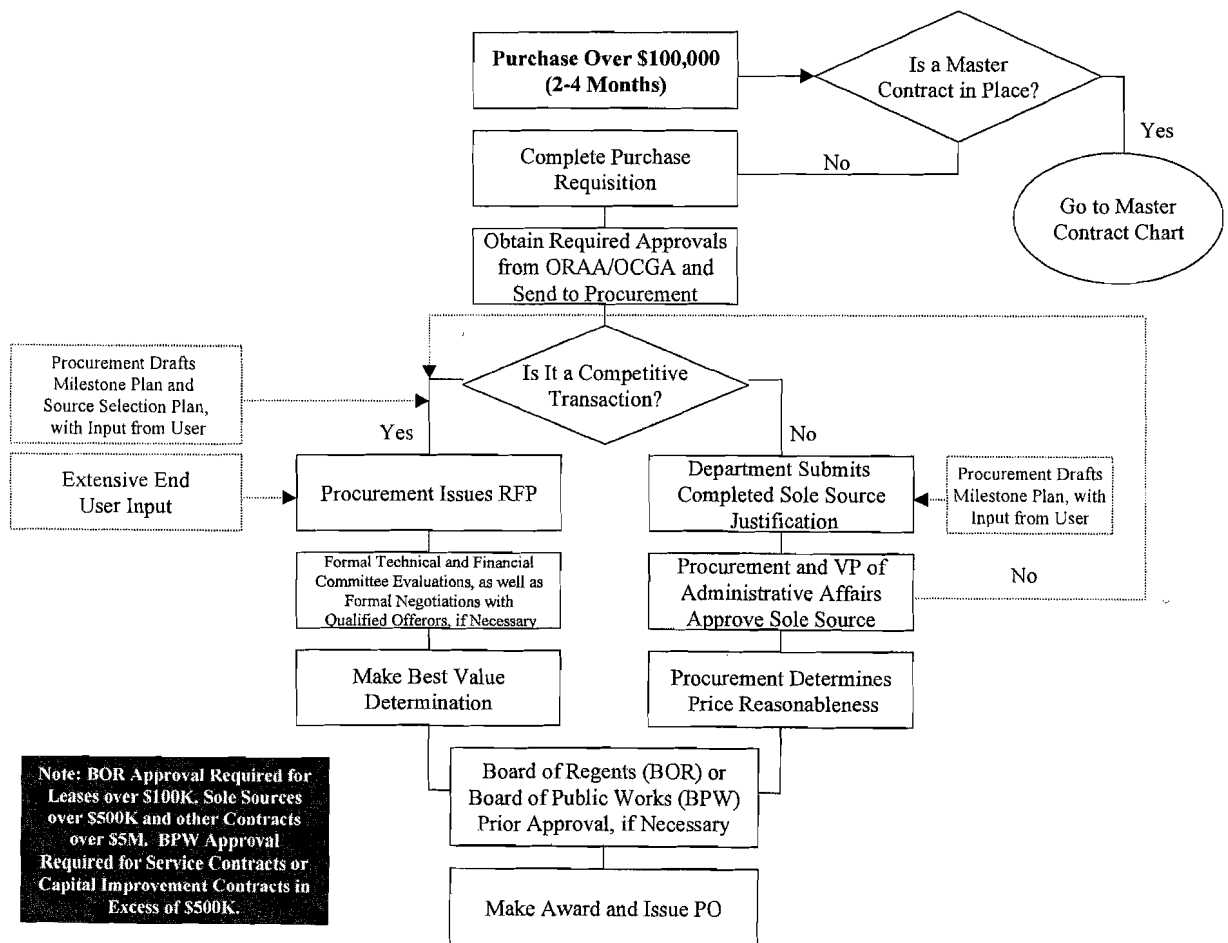 Purchase Over $100,000
(2-4 Months)
Is a Master
Contract in Place?
Yes
No
Complete Purchase
Requisition
Go to Master
Contract Chart
Obtain Required Approvals
from ORAA/OCGA and
Send to Procurement
Procurement Drafts
Milestone Plan and
Source Selection Plan,
with Input from User
Is It a Competitive
Transaction?
Yes
No
Extensive End
User Input
Procurement Issues RFP
Department Submits
Completed Sole Source
Justification
Procurement Drafts
Milestone Plan, with
Input from User
Formal Technical and Financial
Committee Evaluations, as well as
Formal Negotiations with
Qualified Offerors, if Necessary
Procurement and VP of
Administrative Affairs
Approve Sole Source
No
Make Best Value
Determination
Procurement Determines
Price Reasonableness
Board of Regents (BOR) or
Board of Public Works (BPW)
Prior Approval, if Necessary
Note: BOR Approval Required for
Leases over $100K, Sole Sources
over $500K and other Contracts
over $5M. BPW Approval
Required for Service Contracts or
Capital Improvement Contracts in
Excess of $500K.
Make Award and Issue PO